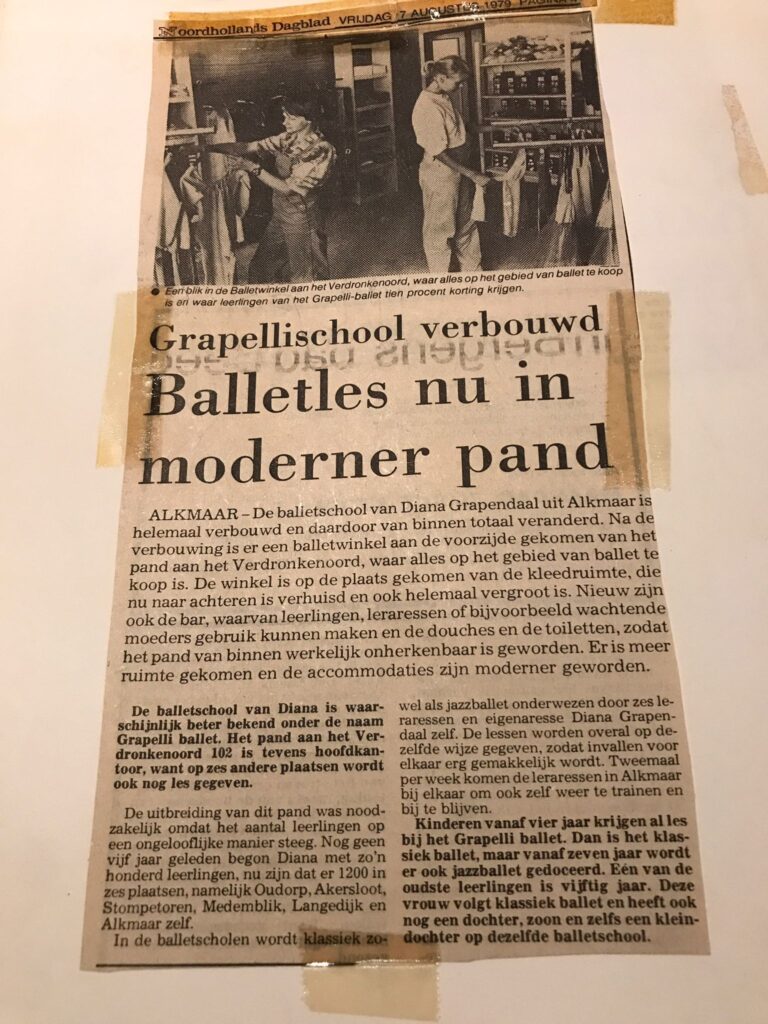 Noordhollands Dagblad VRIJDAG 7 AUGUSTUS 1979 PAGINA
● Een blik in de Balletwinkel aan het Verdronkenoord, waar alles op het gebied van ballet te koop
is en waar leerlingen van het Grapelli-ballet tien procent korting krijgen.
Grapellischool verbouwd
Balletles nu in
moderner pand
ALKMAAR – De balletschool van Diana Grapendaal uit Alkmaar is
helemaal verbouwd en daardoor van binnen totaal veranderd. Na de
verbouwing is er een balletwinkel aan de voorzijde gekomen van het
pand aan het Verdronkenoord, waar alles op het gebied van ballet te
koop is. De winkel is op de plaats gekomen van de kleedruimte, die
nu naar achteren is verhuisd en ook helemaal vergroot is. Nieuw zijn
ook de bar, waarvan leerlingen, leraressen of bijvoorbeeld wachtende
moeders gebruik kunnen maken en de douches en de toiletten, zodat
het pand van binnen werkelijk onherkenbaar is geworden. Er is meer
ruimte gekomen en de accommodaties zijn moderner geworden.
De balletschool van Diana is waar-
schijnlijk beter bekend onder de naam
Grapelli ballet. Het pand aan het Ver-
dronkenoord 102 is tevens hoofdkan-
toor, want op zes andere plaatsen wordt
ook nog les gegeven.
De uitbreiding van dit pand was nood-
zakelijk omdat het aantal leerlingen op
een ongelooflijke manier steeg. Nog geen
vijf jaar geleden begon Diana met zo'n
honderd leerlingen, nu zijn dat er 1200 in
zes plaatsen, namelijk Oudorp, Akersloot,
Stompetoren, Medemblik, Langedijk en
Alkmaar zelf.
In de balletscholen wordt klassiek zo-
wel als jazzballet onderwezen door zes le-
raressen en eigenaresse Diana Grapen-
daal zelf. De lessen worden overal op de-
zelfde wijze gegeven, zodat invallen voor
elkaar erg gemakkelijk wordt. Tweemaal
per week komen de leraressen in Alkmaar
bij elkaar om ook zelf weer te trainen en
bij te blijven.
Kinderen vanaf vier jaar krijgen al les
bij het Grapelli ballet. Dan is het klas-
siek ballet, maar vanaf zeven jaar wordt
er ook jazzballet gedoceerd. Eén van de
oudste leerlingen is vijftig jaar. Deze
vrouw volgt klassiek ballet en heeft ook
nog een dochter, zoon en zelfs een klein-
dochter op dezelfde balletschool.